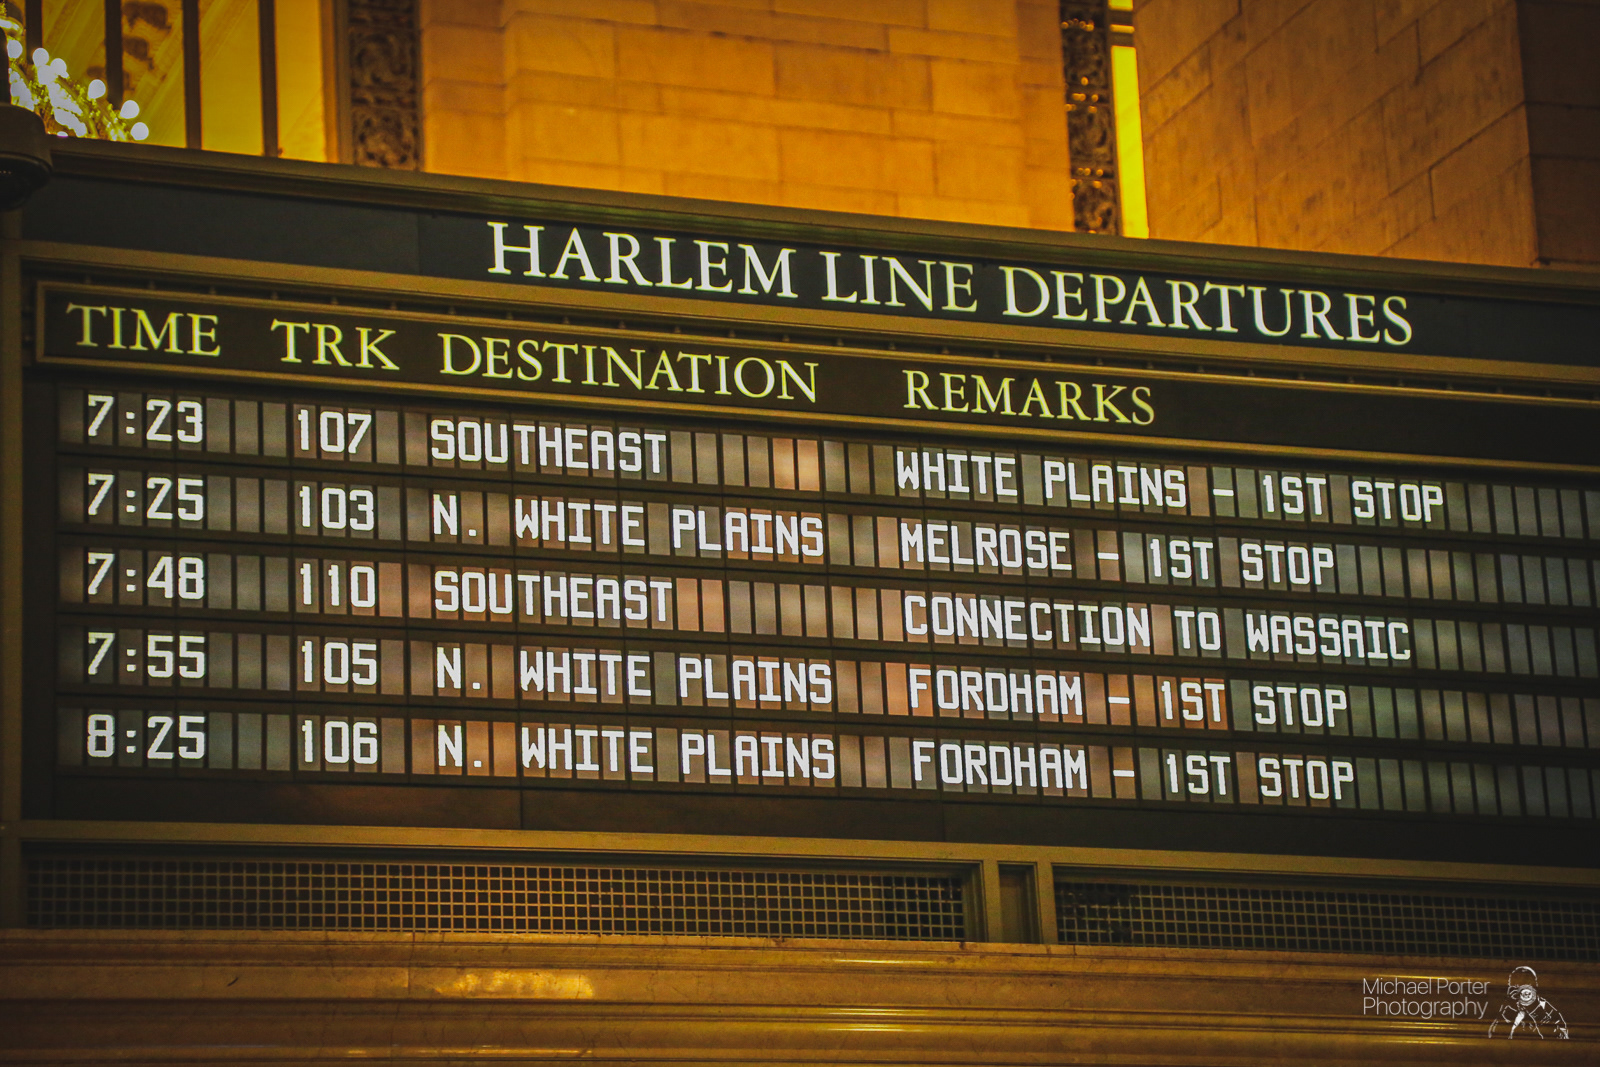 HARLEM LINE DEPARTURES
TIME TRK DESTINATION REMARKS
7:23 107 SOUTHEAST WHITE PLAINS - 1ST STOP
7:25 103 N. WHITE PLAINS MELROSE - 1ST STOP
7:48 110 SOUTHEAST CONNECTION TO WASSAIC
7:55 105 N. WHITE PLAINS FORDHAM - 1ST STOP
8:25 106 N. WHITE PLAINS FORDHAM - 1ST STOP
Michael Porter
Photography